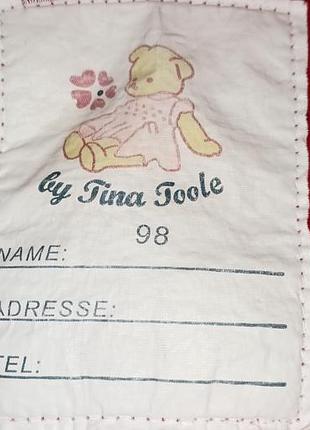 by Tina Toole
98
NAME:
ADRESSE:
TEL: